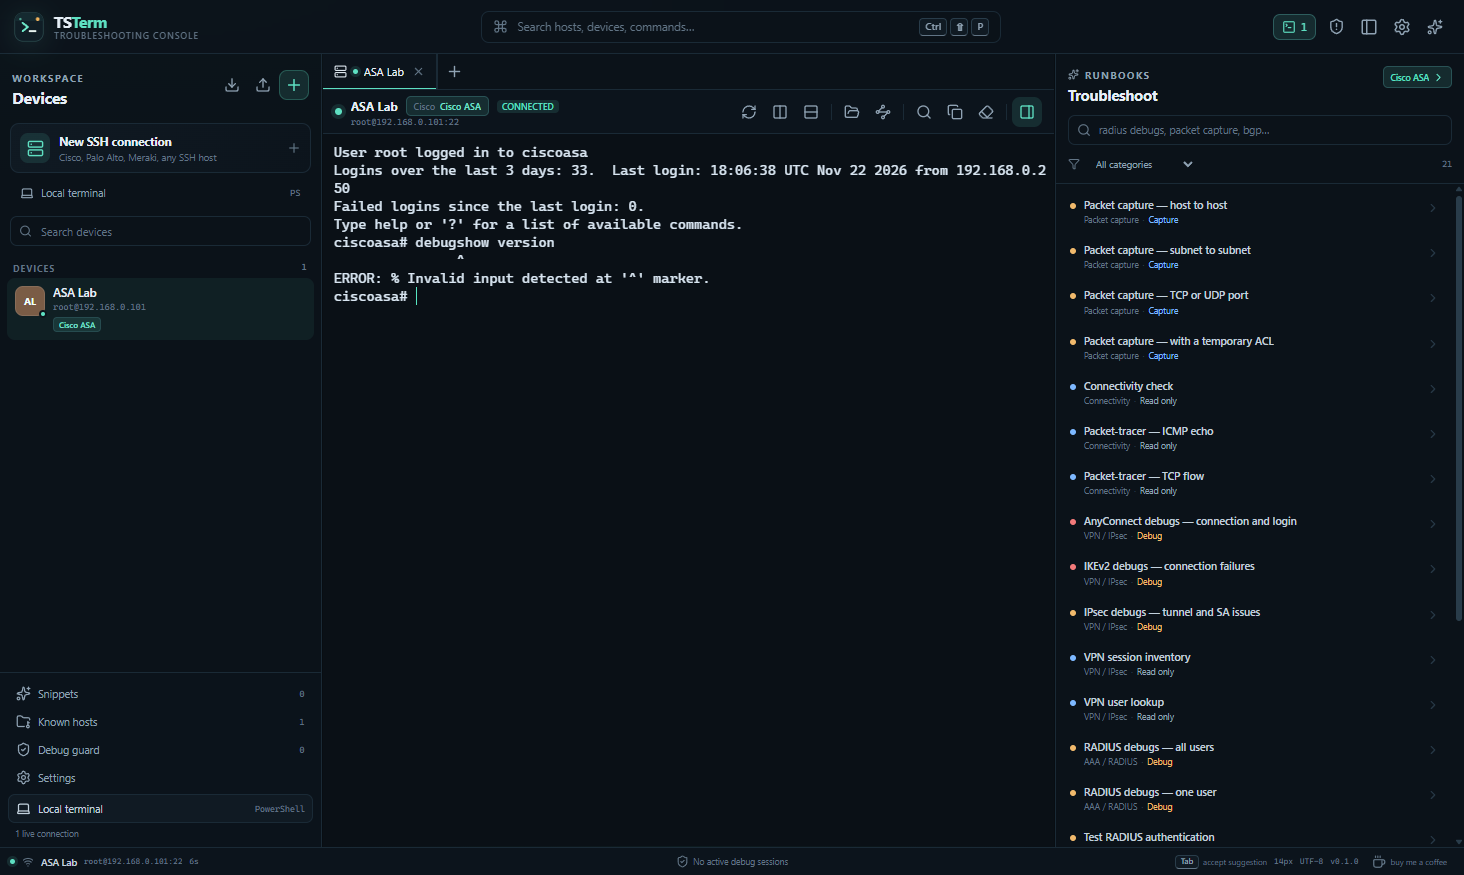 TSTerm
TROUBLESHOOTING CONSOLE
Search hosts, devices, commands...
Ctrl
P
1
WORKSPACE
Devices
New SSH connection
Cisco, Palo Alto, Meraki, any SSH host
Local terminal
PS
Search devices
DEVICES
1
AL
ASA Lab
root@192.168.0.101
Cisco ASA
Snippets
0
Known hosts
1
Debug guard
0
Settings
Local terminal
PowerShell
1 live connection
ASA Lab
ASA Lab
Cisco Cisco ASA
CONNECTED
root@192.168.0.101:22
User root logged in to ciscoasa
Logins over the last 3 days: 33.  Last login: 18:06:38 UTC Nov 22 2026 from 192.168.0.2
50
Failed logins since the last login: 0.
Type help or '?' for a list of available commands.
ciscoasa# debugshow version
^
ERROR: % Invalid input detected at '^' marker.
ciscoasa#
RUNBOOKS
Cisco ASA
Troubleshoot
radius debugs, packet capture, bgp...
All categories
21
Packet capture — host to host
Packet capture · Capture
Packet capture — subnet to subnet
Packet capture · Capture
Packet capture — TCP or UDP port
Packet capture · Capture
Packet capture — with a temporary ACL
Packet capture · Capture
Connectivity check
Connectivity · Read only
Packet-tracer — ICMP echo
Connectivity · Read only
Packet-tracer — TCP flow
Connectivity · Read only
AnyConnect debugs — connection and login
VPN / IPsec · Debug
IKEv2 debugs — connection failures
VPN / IPsec · Debug
IPsec debugs — tunnel and SA issues
VPN / IPsec · Debug
VPN session inventory
VPN / IPsec · Read only
VPN user lookup
VPN / IPsec · Read only
RADIUS debugs — all users
AAA / RADIUS · Debug
RADIUS debugs — one user
AAA / RADIUS · Debug
Test RADIUS authentication
ASA Lab
root@192.168.0.101:22
6s
No active debug sessions
Tab
accept suggestion
14px
UTF-8
v0.1.0
buy me a coffee